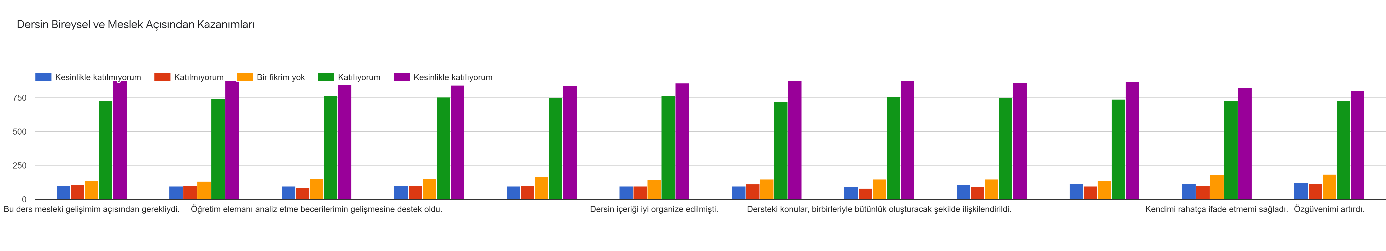 Dersin Bireysel ve Meslek Açısından Kazanımları
Kesinlikle katılmıyorum Katılmıyorum Bir fikrim yok Katılıyorum Kesinlikle katılıyorum
750
500
250
0
Bu ders mesleki gelişimim açısından gerekliydi. Öğretim elemanı analiz etme becerilerimin gelişmesine destek oldu. Dersin içeriği iyi organize edilmişti. Dersteki konular, birbirleriyle bütünlük oluşturacak şekilde ilişkilendirildi. Kendimi rahatça ifade etmemi sağladı. Özgüvenimi artırdı.